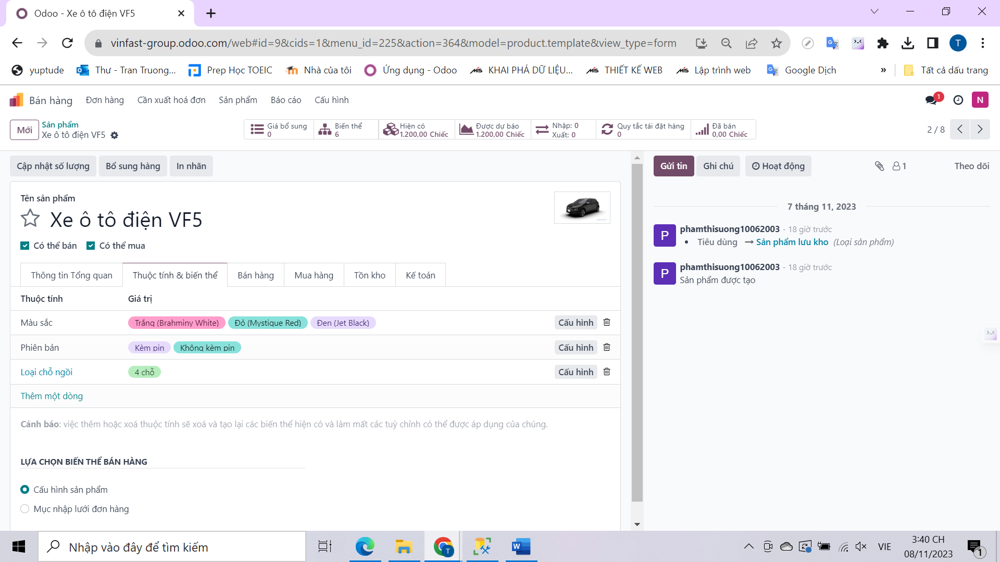 Odoo - Xe ô tô điện VF5
vinfast-group.odoo.com/web#id=9&cids=1&menu_id=225&action=364&model=product.template&view_type=form
T
yuptude
Thư - Tran Truong...
Prep Học TOEIC
Nhà của tôi
Ứng dụng - Odoo
MIS
KHAI PHÁ DỮ LIỆU...
MIS
THIẾT KẾ WEB
MIS
Lập trình web
Google Dịch
»
Tất cả dấu trang
Bán hàng
Đơn hàng
Cần xuất hoá đơn
Sản phẩm
Báo cáo
Cấu hình
1
N
Mới
Sản phẩm
Xe ô tô điện VF5
Giá bổ sung
0
Biến thể
6
Hiện có
1.200,00 Chiếc
Được dự báo
1.200,00 Chiếc
Nhập: 0
Xuất: 0
Quy tắc tái đặt hàng
0
Đã bán
0,00 Chiếc
2 / 8
Cập nhật số lượng
Bổ sung hàng
In nhãn
Gửi tin
Ghi chú
Hoạt động
1
Theo dõi
Tên sản phẩm
Xe ô tô điện VF5
Có thể bán
Có thể mua
Thông tin Tổng quan
Thuộc tính & biến thể
Bán hàng
Mua hàng
Tồn kho
Kế toán
Thuộc tính
Giá trị
Màu sắc
Trắng (Brahminy White)
Đỏ (Mystique Red)
Đen (Jet Black)
Cấu hình
Phiên bản
Kèm pin
Không kèm pin
Cấu hình
Loại chỗ ngồi
4 chỗ
Cấu hình
Thêm một dòng
Cảnh báo: việc thêm hoặc xoá thuộc tính sẽ xoá và tạo lại các biến thể hiện có và làm mất các tuỳ chỉnh có thể được áp dụng của chúng.
LỰA CHỌN BIẾN THỂ BÁN HÀNG
Cấu hình sản phẩm
Mục nhập lưới đơn hàng
7 tháng 11, 2023
P
phamthisuong10062003 - 18 giờ trước
• Tiêu dùng → Sản phẩm lưu kho (Loại sản phẩm)
P
phamthisuong10062003 - 18 giờ trước
Sản phẩm được tạo
Nhập vào đây để tìm kiếm
T
W
VIE
3:40 CH
08/11/2023
1